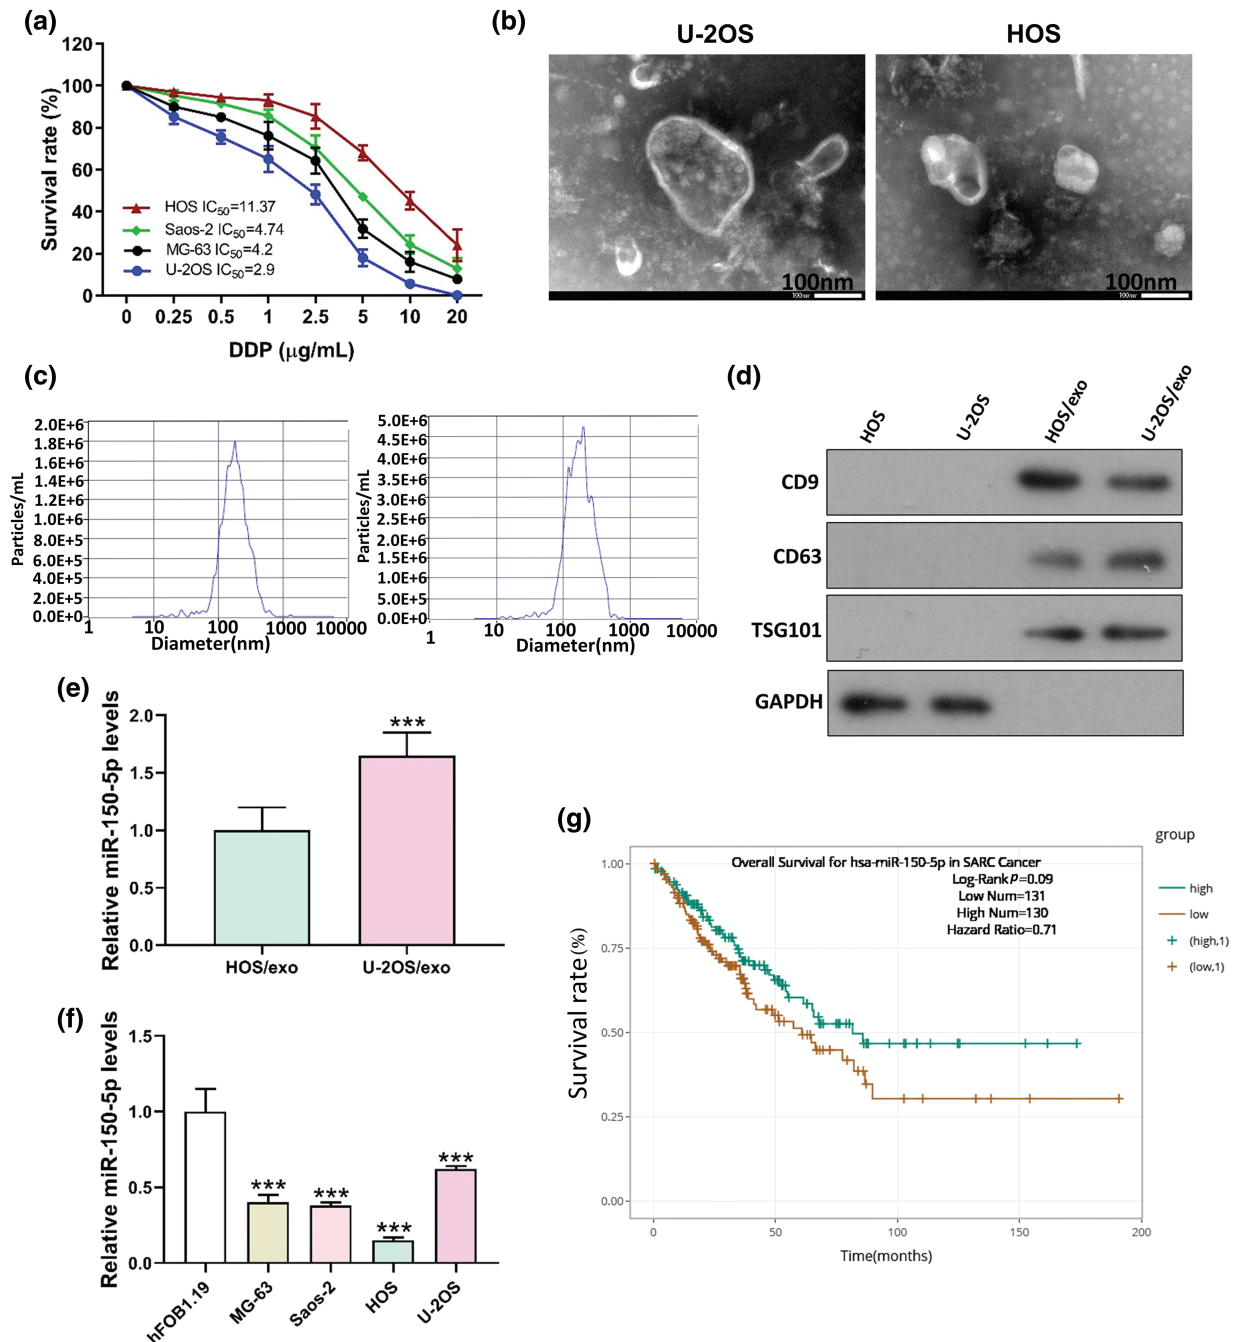 (a)
120
100
80
60
40
20
0
Survival rate (%)
HOS IC50=11.37
Saos-2 IC50=4.74
MG-63 IC50=4.2
U-2OS IC50=2.9
0 0.25 0.5 1 2.5 5 10 20
DDP (μg/mL)
(b)
U-2OS HOS
100nm
100nm
100nm
100nm
(c)
2.0E+6
1.8E+6
1.6E+6
1.4E+6
1.2E+6
1.0E+6
8.0E+5
6.0E+5
4.0E+5
2.0E+5
0.0E+0
Particles/mL
1 10 100 1000 10000
Diameter(nm)
5.0E+6
4.5E+6
4.0E+6
3.5E+6
3.0E+6
2.5E+6
2.0E+6
1.5E+6
1.0E+6
5.0E+5
0.0E+0
Particles/mL
1 10 100 1000 10000
Diameter(nm)
(d)
HOS U-2OS HOS/exo U-2OS/exo
CD9
CD63
TSG101
GAPDH
(e)
Relative miR-150-5p levels
2.0
1.5
1.0
0.5
0.0
***
HOS/exo U-2OS/exo
(f)
Relative miR-150-5p levels
1.5
1.0
0.5
0.0
*** *** *** ***
hFOB1.19 MG-63 Saos-2 HOS U-2OS
(g)
Overall Survival for hsa-miR-150-5p in SARC Cancer
Log-Rank P=0.09
Low Num=131
High Num=130
Hazard Ratio=0.71
1.00
0.75
0.50
0.25
0.00
Survival rate(%)
0 50 100 150 200
Time(months)
group
high
low
(high,1)
(low,1)